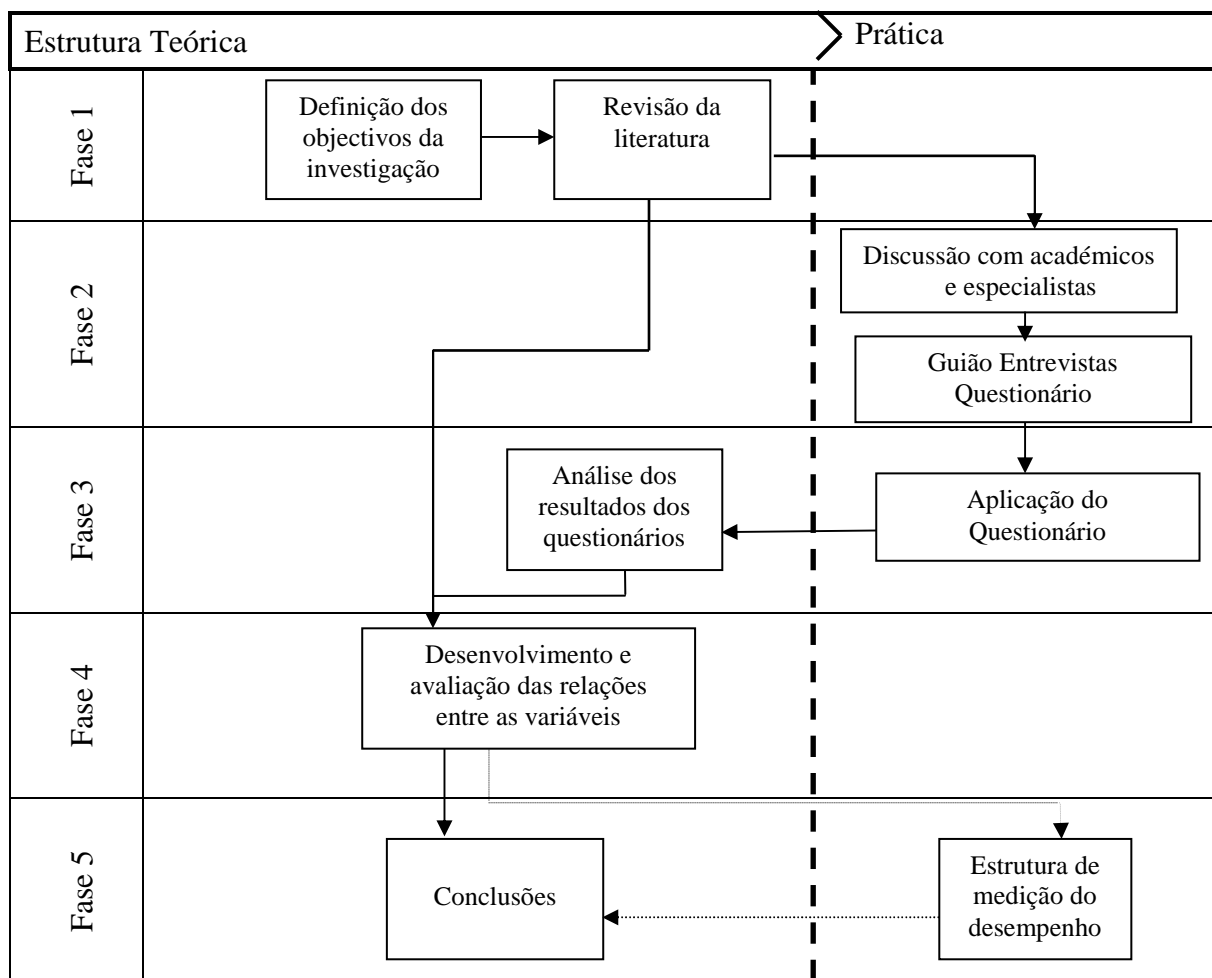 Estrutura Teórica
Prática
Fase 1
Definição dos
objectivos da
investigação
Revisão da
literatura
Fase 2
Discussão com académicos
e especialistas
Guião Entrevistas
Questionário
Fase 3
Análise dos
resultados dos
questionários
Aplicação do
Questionário
Fase 4
Desenvolvimento e
avaliação das relações
entre as variáveis
Fase 5
Conclusões
Estrutura de
medição do
desempenho